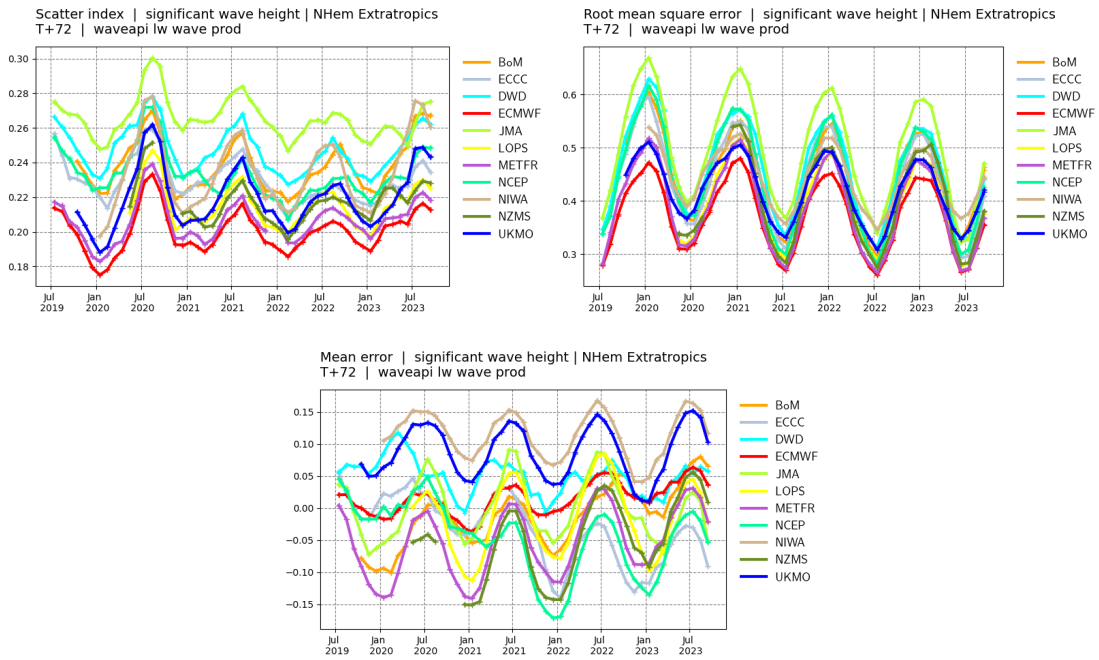 Scatter index | significant wave height | NHem Extratropics
T+72 | waveapi lw wave prod
0.30
0.28
0.26
0.24
0.22
0.20
0.18
Jul 2019
Jan 2020
Jul 2020
Jan 2021
Jul 2021
Jan 2022
Jul 2022
Jan 2023
Jul 2023
BoM
ECCC
DWD
ECMWF
JMA
LOPS
METFR
NCEP
NIWA
NZMS
UKMO
Root mean square error | significant wave height | NHem Extratropics
T+72 | waveapi lw wave prod
0.6
0.5
0.4
0.3
Jul 2019
Jan 2020
Jul 2020
Jan 2021
Jul 2021
Jan 2022
Jul 2022
Jan 2023
Jul 2023
BoM
ECCC
DWD
ECMWF
JMA
LOPS
METFR
NCEP
NIWA
NZMS
UKMO
Mean error | significant wave height | NHem Extratropics
T+72 | waveapi lw wave prod
0.15
0.10
0.05
0.00
−0.05
−0.10
−0.15
Jul 2019
Jan 2020
Jul 2020
Jan 2021
Jul 2021
Jan 2022
Jul 2022
Jan 2023
Jul 2023
BoM
ECCC
DWD
ECMWF
JMA
LOPS
METFR
NCEP
NIWA
NZMS
UKMO